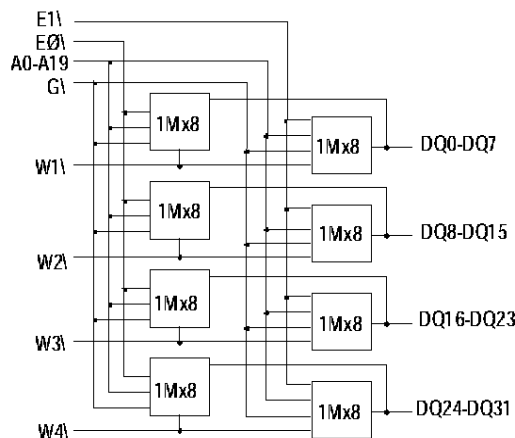 E1\
EØ\
A0-A19
G\
1Mx8
1Mx8
DQ0-DQ7
W1\
1Mx8
1Mx8
DQ8-DQ15
W2\
1Mx8
1Mx8
DQ16-DQ23
W3\
1Mx8
1Mx8
DQ24-DQ31
W4\